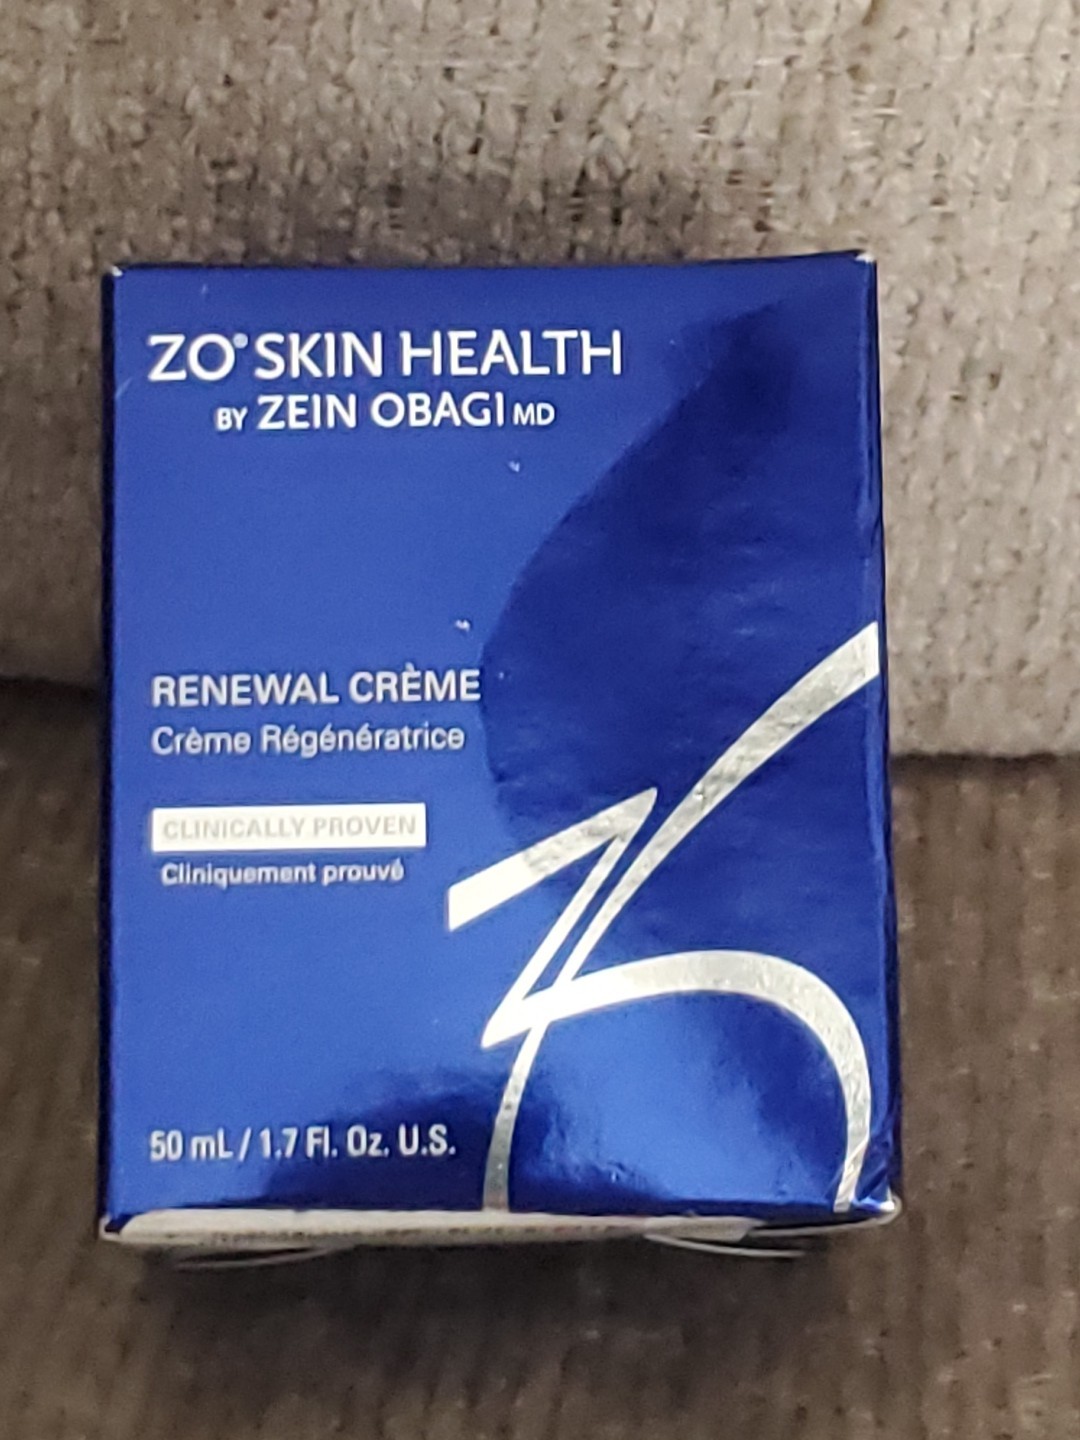 ZO® SKIN HEALTH
BY ZEIN OBAGI MD
RENEWAL CRÈME
Crème Régénératrice
CLINICALLY PROVEN
Cliniquement prouvé
50 mL / 1.7 Fl. Oz. U.S.